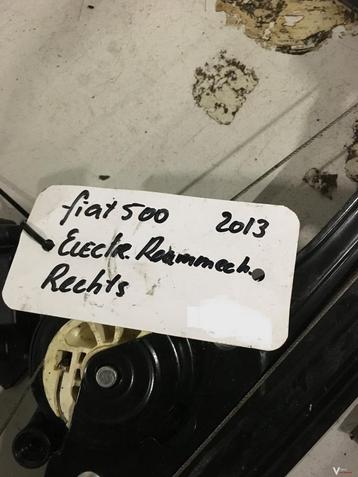 fiat 500 2013
Electr. Raammech.
Rechts